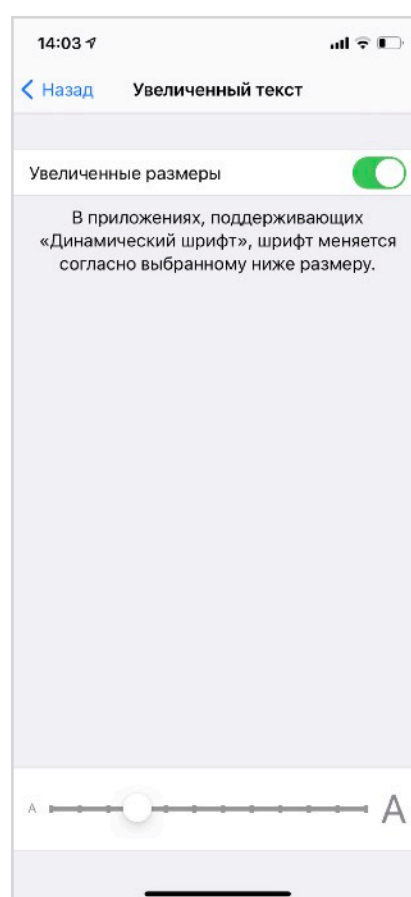 14:03
Назад
Увеличенный текст
Увеличенные размеры
В приложениях, поддерживающих
«Динамический шрифт», шрифт меняется
согласно выбранному ниже размеру.
A A